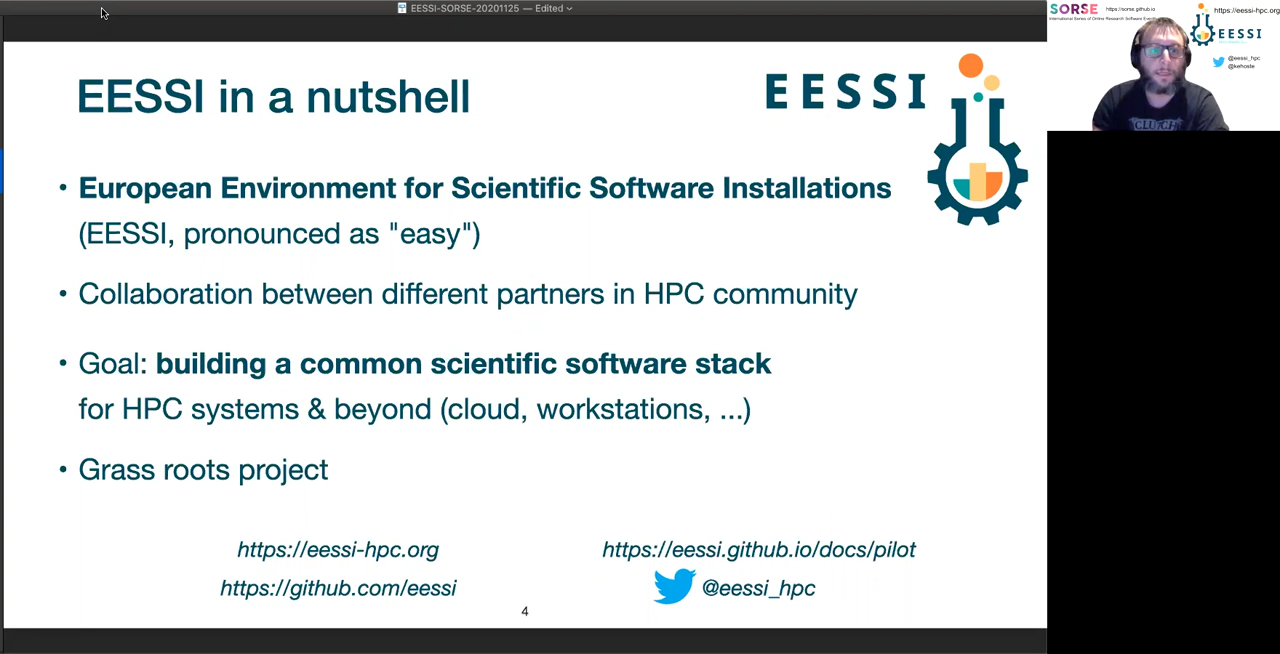 EESSI-SORSE-20201125 — Edited
EESSI in a nutshell
EESSI
• European Environment for Scientific Software Installations
(EESSI, pronounced as "easy")
• Collaboration between different partners in HPC community
• Goal: building a common scientific software stack
for HPC systems & beyond (cloud, workstations, ...)
• Grass roots project
https://eessi-hpc.org
https://eessi.github.io/docs/pilot
https://github.com/eessi
@eessi_hpc
4
SORSE
https://sorse.github.io
International Series of Online Research Software Events
https://eessi-hpc.org
EESSI
@eessi_hpc
@kehoste
CLUTCH